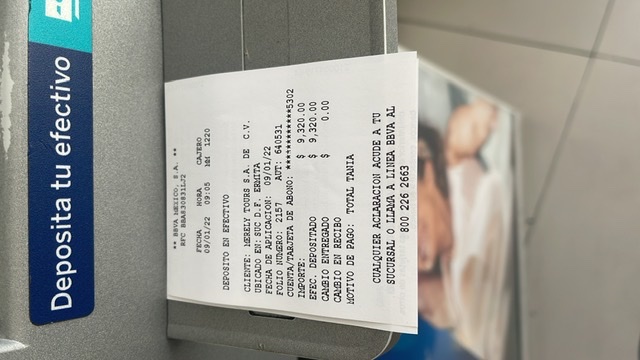 Deposita tu efectivo
** BBVA MEXICO, S.A. **
RFC BBA830831LJ2
FECHA HORA CAJERO
09/01/22 09:05 HM 1220
DEPOSITO EN EFECTIVO
CLIENTE: MERELY TOURS S.A. DE C.V.
UBICADO EN: SUC D.F. ERMITA
FECHA DE APLICACION: 09/01/22
FOLIO NUMERO: 2157 AUT: 640531
CUENTA/TARJETA DE ABONO: ************5302
IMPORTE: $ 9,320.00
EFEC. DEPOSITADO $ 9,320.00
CAMBIO ENTREGADO $ 0.00
CAMBIO EN RECIBO
MOTIVO DE PAGO: TOTAL TANIA
CUALQUIER ACLARACION ACUDE A TU
SUCURSAL O LLAMA A LINEA BBVA AL
800 226 2663